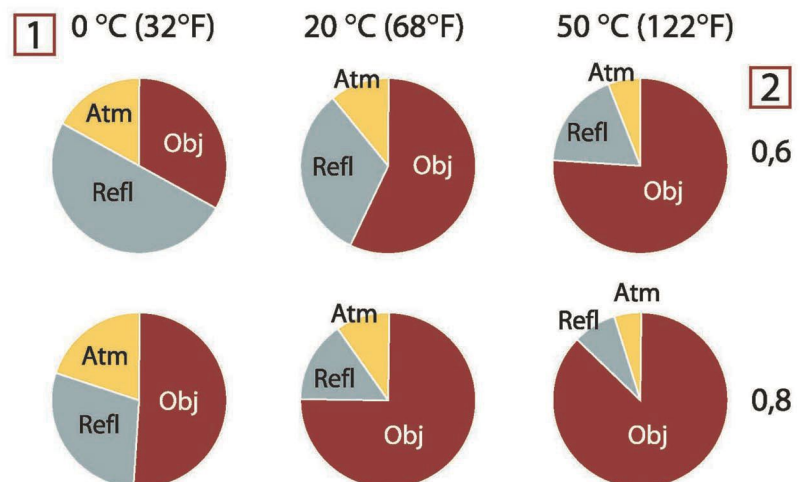 1 0 °C (32°F) 20 °C (68°F) 50 °C (122°F)
2
0,6
Atm Obj Refl
Atm Refl Obj
Atm Refl Obj
0,8
Atm Obj Refl
Atm Refl Obj
Atm Refl Obj